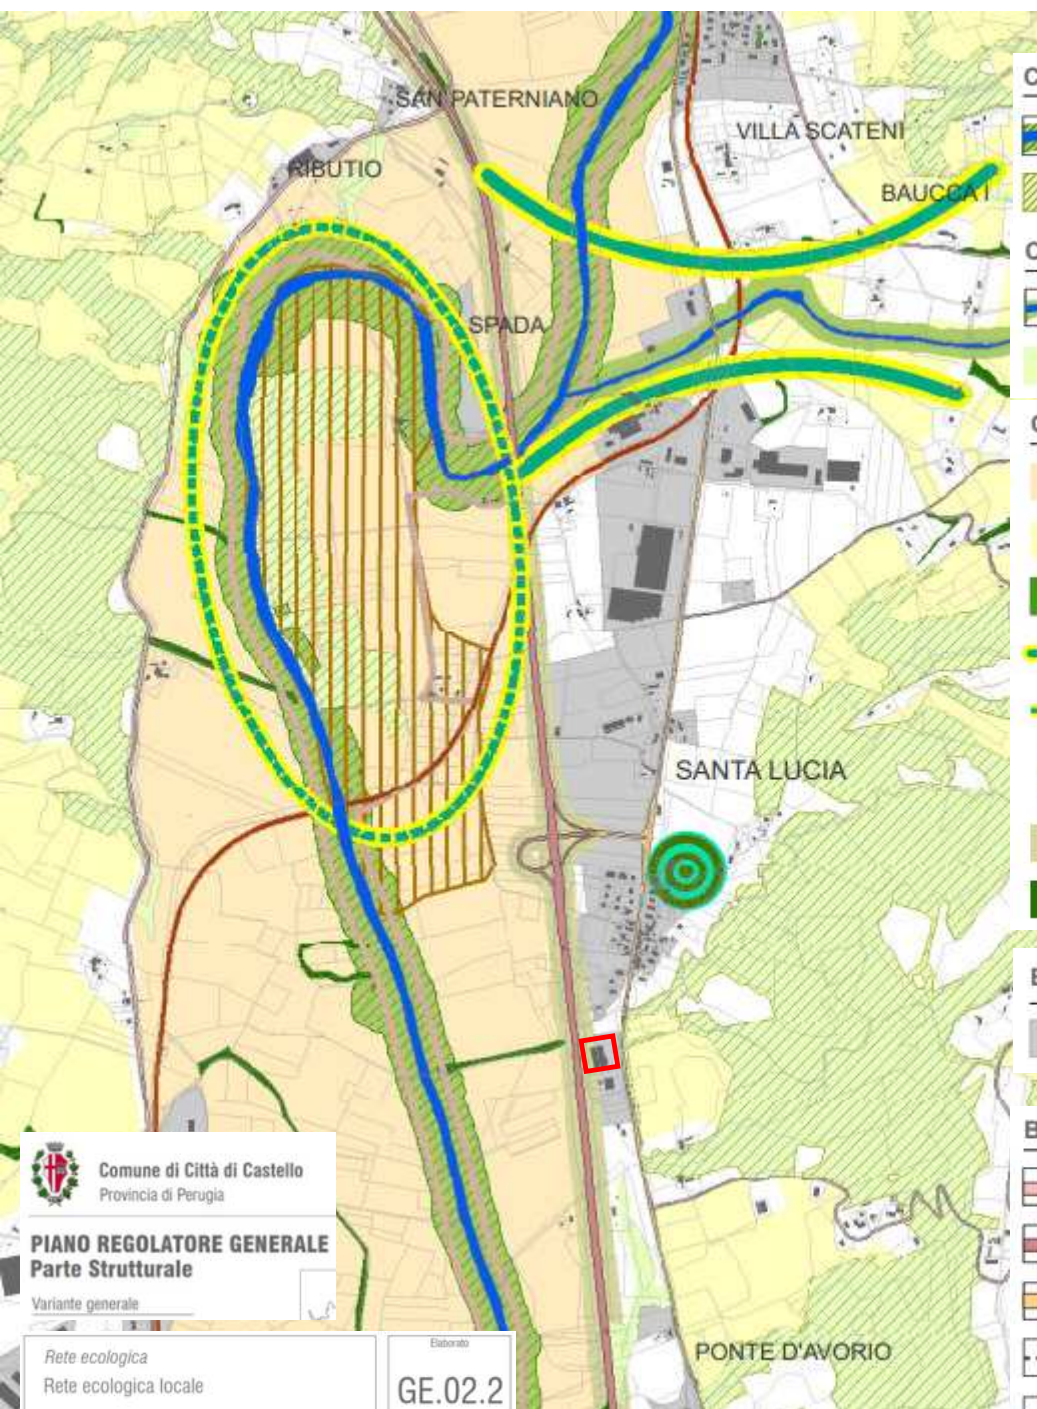 SAN PATERNIANO
VILLA SCATENI
RIBUTIO
BAUCCA I
SPADA
SANTA LUCIA
PONTE D'AVORIO
Comune di Città di Castello
Provincia di Perugia
PIANO REGOLATORE GENERALE
Parte Strutturale
Variante generale
Rete ecologica
Rete ecologica locale
Elaborato
GE.02.2
C
C
C
E
B